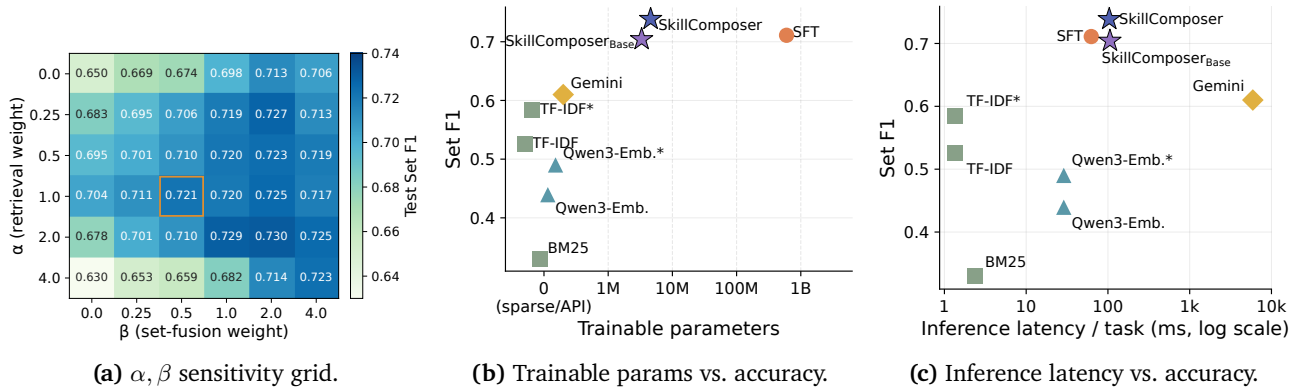 α (retrieval weight)
0.0 0.650 0.669 0.674 0.698 0.713 0.706
0.25 0.683 0.695 0.706 0.719 0.727 0.713
0.5 0.695 0.701 0.710 0.720 0.723 0.719
1.0 0.704 0.711 0.721 0.720 0.725 0.717
2.0 0.678 0.701 0.710 0.729 0.730 0.725
4.0 0.630 0.653 0.659 0.682 0.714 0.723
0.0 0.25 0.5 1.0 2.0 4.0
β (set-fusion weight)
0.74
0.72
0.70
0.68
0.66
0.64
Test Set F1
(a) α, β sensitivity grid.
Set F1
0.7
0.6
0.5
0.4
SkillComposer
SkillComposerBase
SFT
Gemini
TF-IDF*
TF-IDF
Qwen3-Emb.*
Qwen3-Emb.
BM25
0 1M 10M 100M 1B
(sparse/API)
Trainable parameters
(b) Trainable params vs. accuracy.
Set F1
0.7
0.6
0.5
0.4
SkillComposer
SFT
SkillComposerBase
Gemini
TF-IDF*
TF-IDF
Qwen3-Emb.*
Qwen3-Emb.
BM25
1 10 100 1k 10k
Inference latency / task (ms, log scale)
(c) Inference latency vs. accuracy.